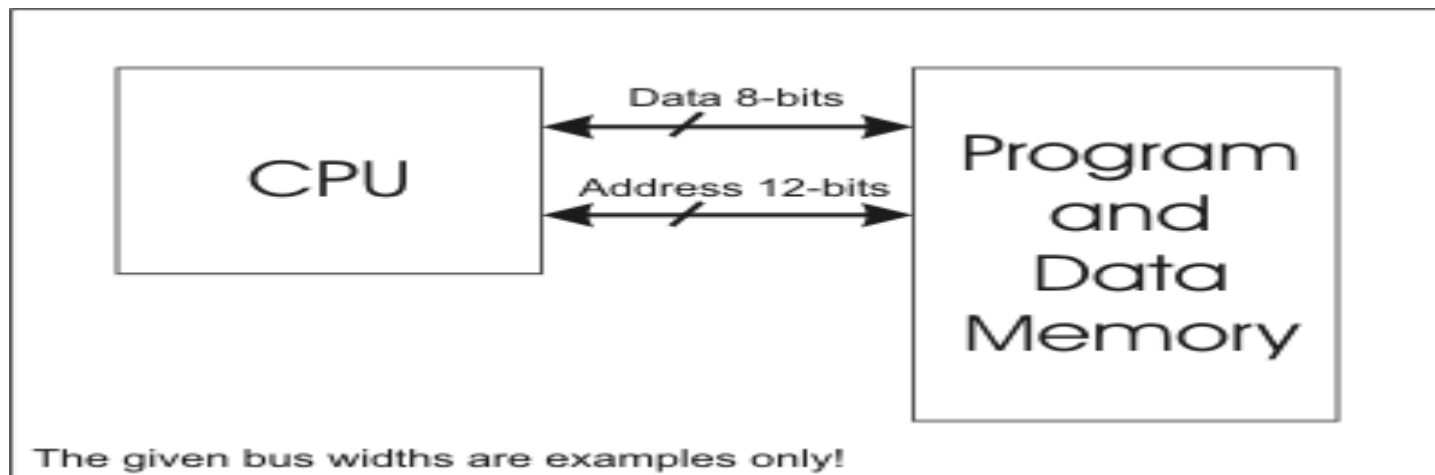 CPU
Data 8-bits
Address 12-bits
Program
and
Data
Memory
The given bus widths are examples only!